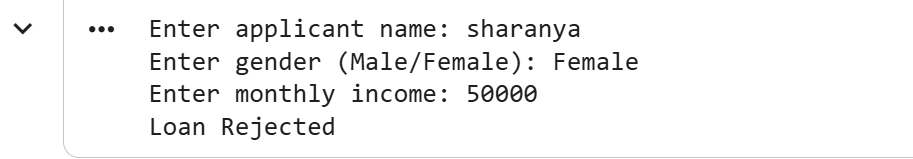 Enter applicant name: sharanya
Enter gender (Male/Female): Female
Enter monthly income: 50000
Loan Rejected